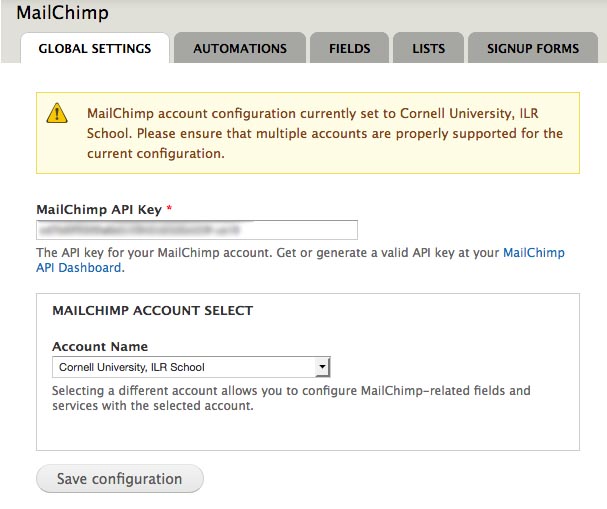 MailChimp
GLOBAL SETTINGS
AUTOMATIONS
FIELDS
LISTS
SIGNUP FORMS
MailChimp account configuration currently set to Cornell University, ILR
School. Please ensure that multiple accounts are properly supported for the
current configuration.
MailChimp API Key *
The API key for your MailChimp account. Get or generate a valid API key at your MailChimp
API Dashboard.
MAILCHIMP ACCOUNT SELECT
Account Name
Cornell University, ILR School
Selecting a different account allows you to configure MailChimp-related fields and
services with the selected account.
Save configuration